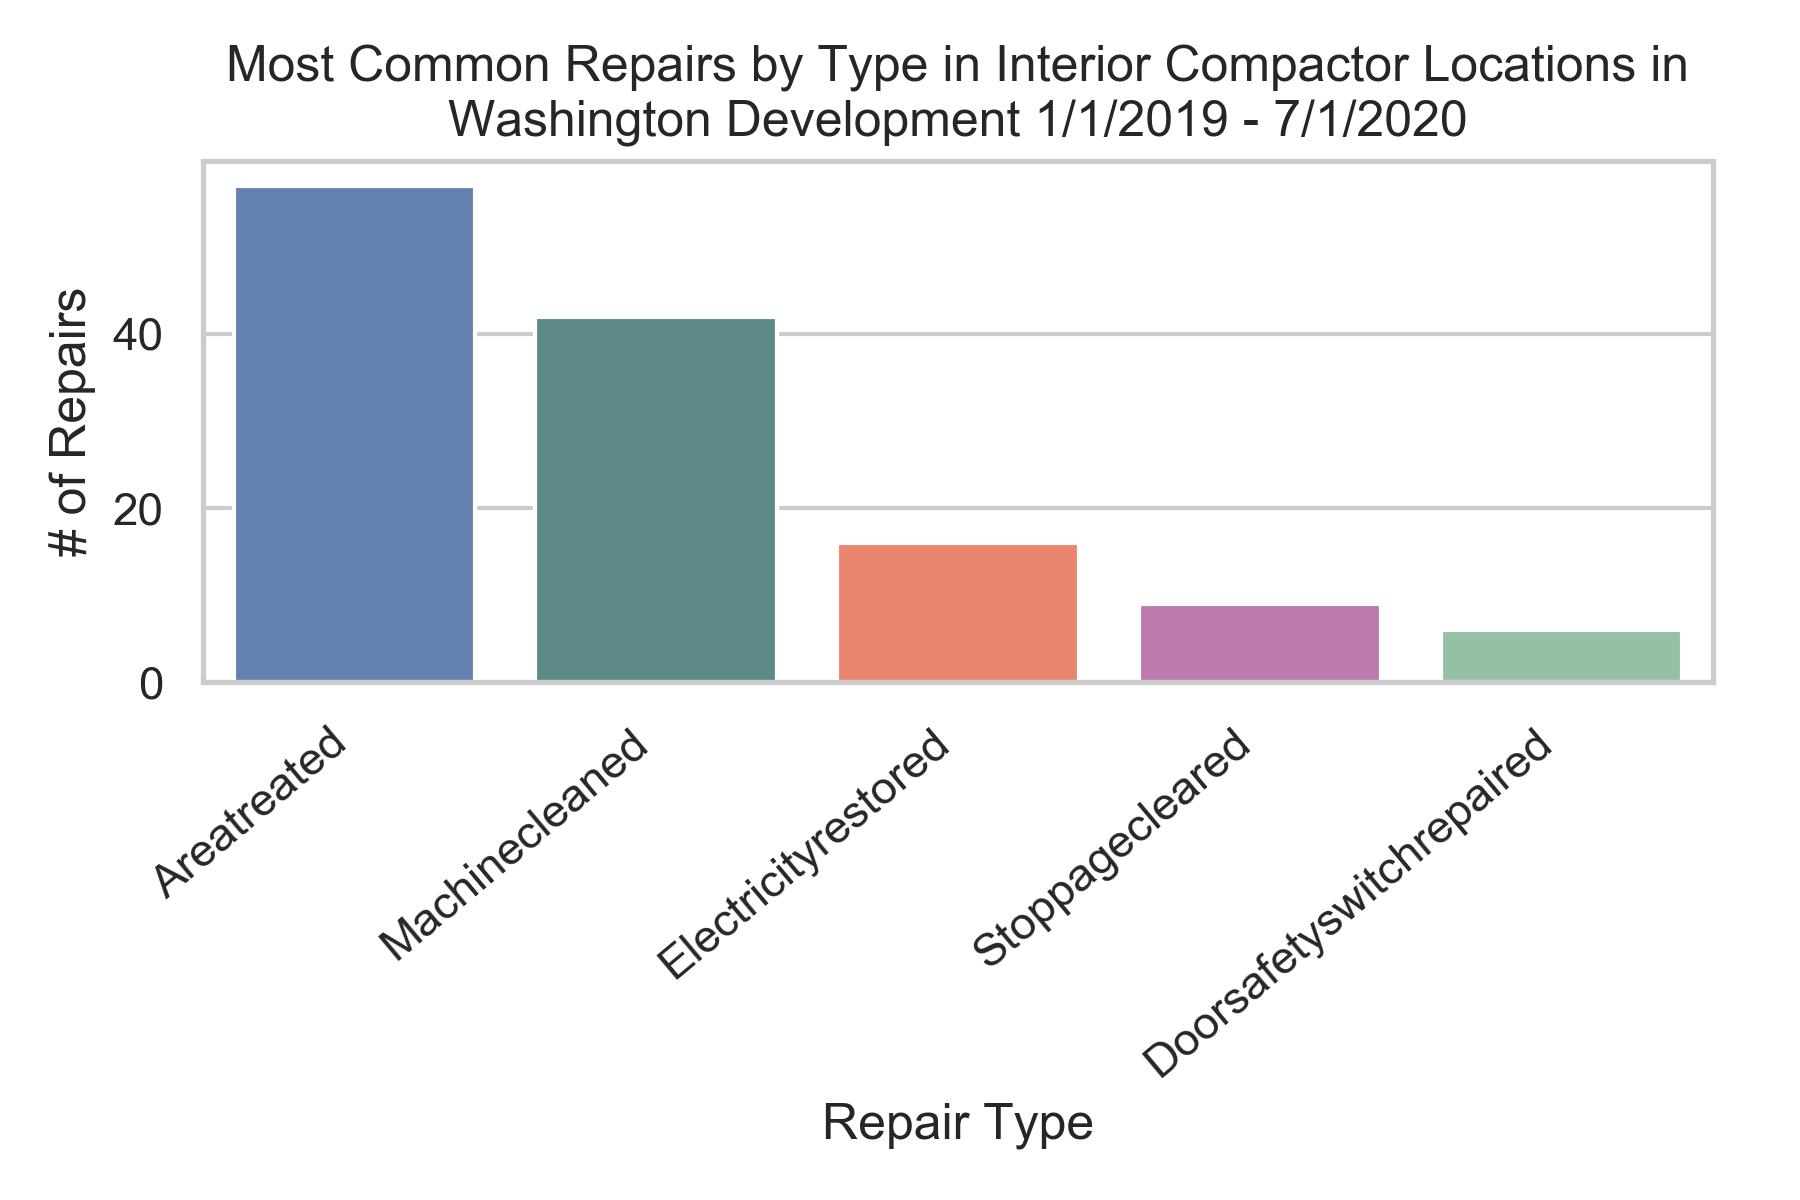 Most Common Repairs by Type in Interior Compactor Locations in
Washington Development 1/1/2019 - 7/1/2020
# of Repairs
40
20
0
Areatreated
Machinecleaned
Electricityrestored
Stoppagecleared
Doorsafetyswitchrepaired
Repair Type